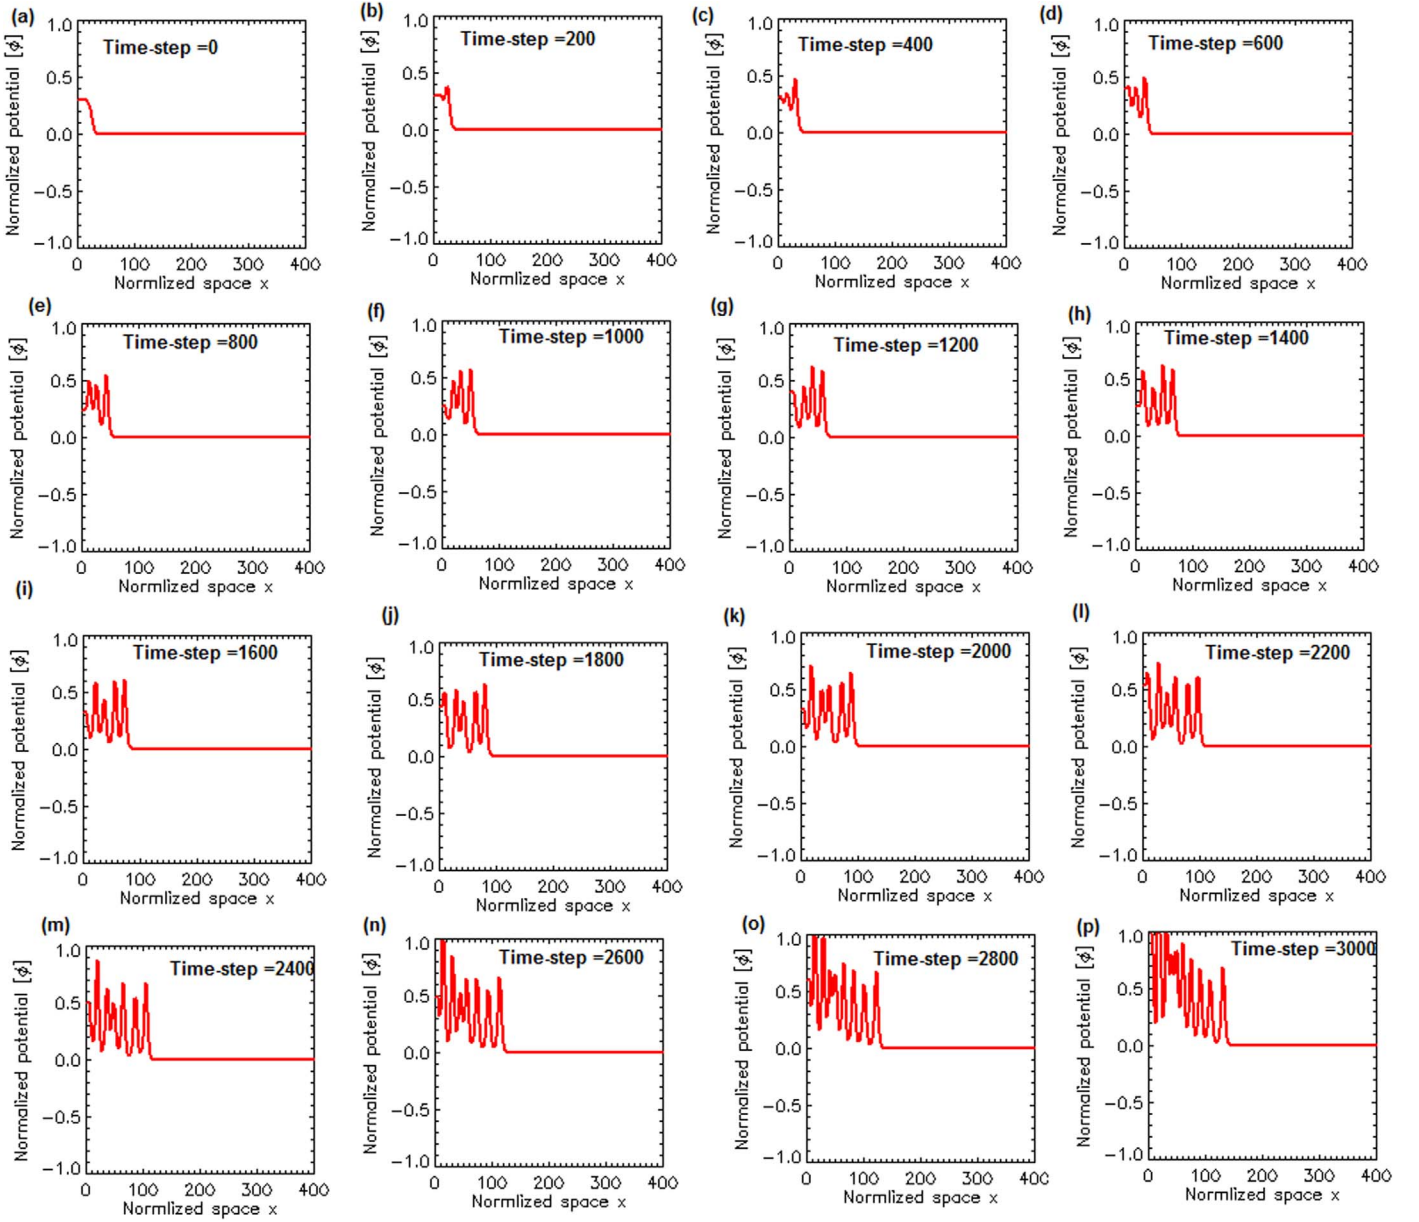 (a)
Normalized potential [ϕ]
1.0
0.5
0.0
−0.5
−1.0
Time-step =0
0 100 200 300 400
Normlized space x
(b)
Normalized potential [ϕ]
1.0
0.5
0.0
−0.5
−1.0
Time-step =200
0 100 200 300 400
Normlized space x
(c)
Normalized potential [ϕ]
1.0
0.5
0.0
−0.5
−1.0
Time-step =400
0 100 200 300 400
Normlized space x
(d)
Normalized potential [ϕ]
1.0
0.5
0.0
−0.5
−1.0
Time-step =600
0 100 200 300 400
Normlized space x
(e)
Normalized potential [ϕ]
1.0
0.5
0.0
−0.5
−1.0
Time-step =800
0 100 200 300 400
Normlized space x
(f)
Normalized potential [ϕ]
1.0
0.5
0.0
−0.5
−1.0
Time-step =1000
0 100 200 300 400
Normlized space x
(g)
Normalized potential [ϕ]
1.0
0.5
0.0
−0.5
−1.0
Time-step =1200
0 100 200 300 400
Normlized space x
(h)
Normalized potential [ϕ]
1.0
0.5
0.0
−0.5
−1.0
Time-step =1400
0 100 200 300 400
Normlized space x
(i)
Normalized potential [ϕ]
1.0
0.5
0.0
−0.5
−1.0
Time-step =1600
0 100 200 300 400
Normlized space x
(j)
Normalized potential [ϕ]
1.0
0.5
0.0
−0.5
−1.0
Time-step =1800
0 100 200 300 400
Normlized space x
(k)
Normalized potential [ϕ]
1.0
0.5
0.0
−0.5
−1.0
Time-step =2000
0 100 200 300 400
Normlized space x
(l)
Normalized potential [ϕ]
1.0
0.5
0.0
−0.5
−1.0
Time-step =2200
0 100 200 300 400
Normlized space x
(m)
Normalized potential [ϕ]
1.0
0.5
0.0
−0.5
−1.0
Time-step =2400
0 100 200 300 400
Normlized space x
(n)
Normalized potential [ϕ]
1.0
0.5
0.0
−0.5
−1.0
Time-step =2600
0 100 200 300 400
Normlized space x
(o)
Normalized potential [ϕ]
1.0
0.5
0.0
−0.5
−1.0
Time-step =2800
0 100 200 300 400
Normlized space x
(p)
Normalized potential [ϕ]
1.0
0.5
0.0
−0.5
−1.0
Time-step =3000
0 100 200 300 400
Normlized space x